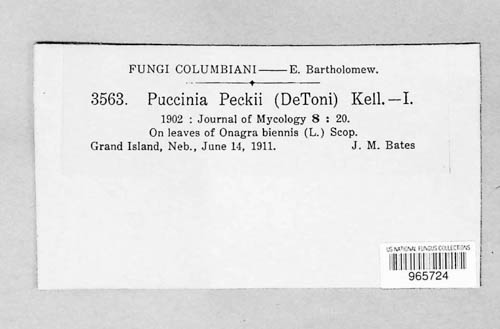 FUNGI COLUMBIANI—E. Bartholomew.
3563. Puccinia Peckii (DeToni) Kell.—I.
1902 : Journal of Mycology 8 : 20.
On leaves of Onagra biennis (L.) Scop.
Grand Island, Neb., June 14, 1911. J. M. Bates
US NATIONAL FUNGUS COLLECTIONS
965724